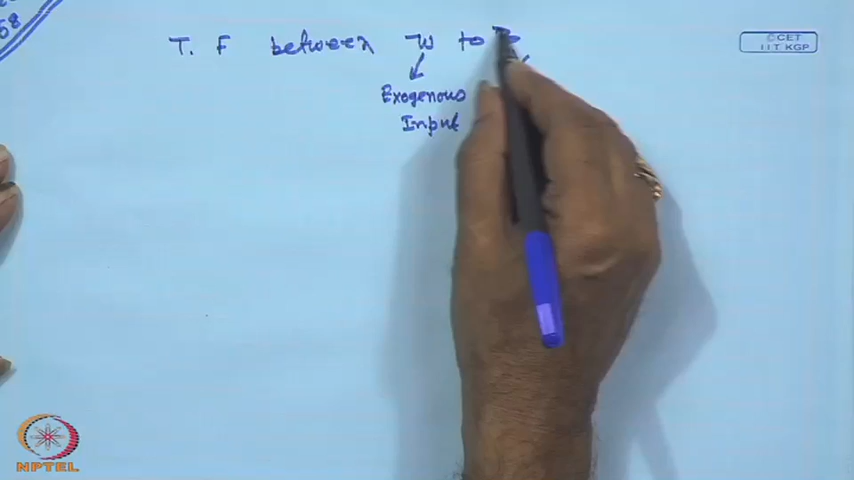 T. F between w to
Exogenous
Input
© CET
I.I.T. KGP
NPTEL